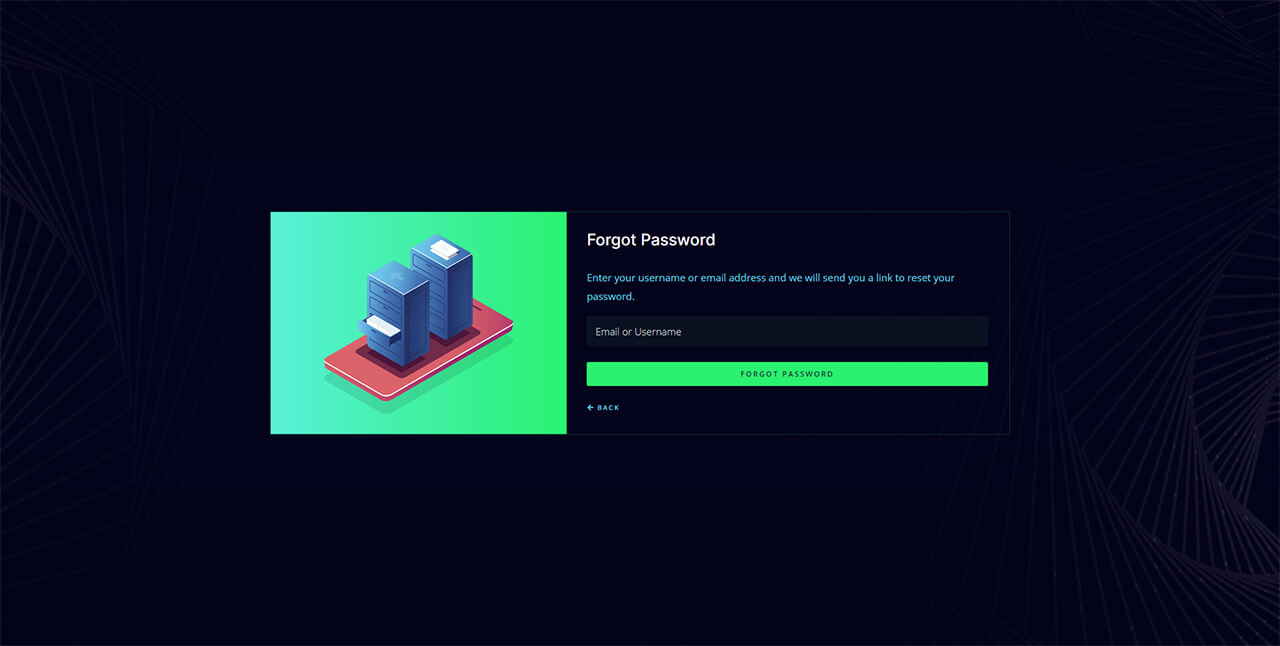 Forgot Password
Enter your username or email address and we will send you a link to reset your
password.
Email or Username
FORGOT PASSWORD
← BACK